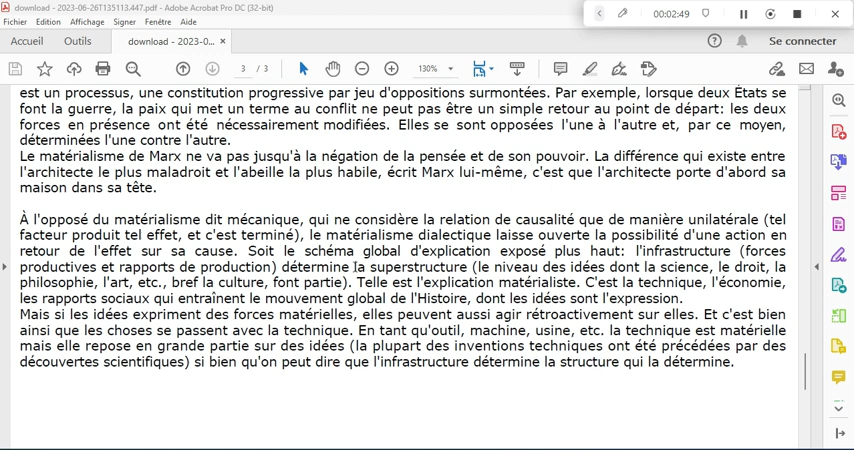 download - 2023-06-26T135113.447.pdf - Adobe Acrobat Pro DC (32-bit)
00:02:49
Fichier Edition Affichage Signer Fenêtre Aide
Accueil Outils download - 2023-0... × Se connecter
3 / 3 130%
est un processus, une constitution progressive par jeu d'oppositions surmontées. Par exemple, lorsque deux États se
font la guerre, la paix qui met un terme au conflit ne peut pas être un simple retour au point de départ: les deux
forces en présence ont été nécessairement modifiées. Elles se sont opposées l'une à l'autre et, par ce moyen,
déterminées l'une contre l'autre.
Le matérialisme de Marx ne va pas jusqu'à la négation de la pensée et de son pouvoir. La différence qui existe entre
l'architecte le plus maladroit et l'abeille la plus habile, écrit Marx lui-même, c'est que l'architecte porte d'abord sa
maison dans sa tête.
À l'opposé du matérialisme dit mécanique, qui ne considère la relation de causalité que de manière unilatérale (tel
facteur produit tel effet, et c'est terminé), le matérialisme dialectique laisse ouverte la possibilité d'une action en
retour de l'effet sur sa cause. Soit le schéma global d'explication exposé plus haut: l'infrastructure (forces
productives et rapports de production) détermine la superstructure (le niveau des idées dont la science, le droit, la
philosophie, l'art, etc., bref la culture, font partie). Telle est l'explication matérialiste. C'est la technique, l'économie,
les rapports sociaux qui entraînent le mouvement global de l'Histoire, dont les idées sont l'expression.
Mais si les idées expriment des forces matérielles, elles peuvent aussi agir rétroactivement sur elles. Et c'est bien
ainsi que les choses se passent avec la technique. En tant qu'outil, machine, usine, etc. la technique est matérielle
mais elle repose en grande partie sur des idées (la plupart des inventions techniques ont été précédées par des
découvertes scientifiques) si bien qu'on peut dire que l'infrastructure détermine la structure qui la détermine.